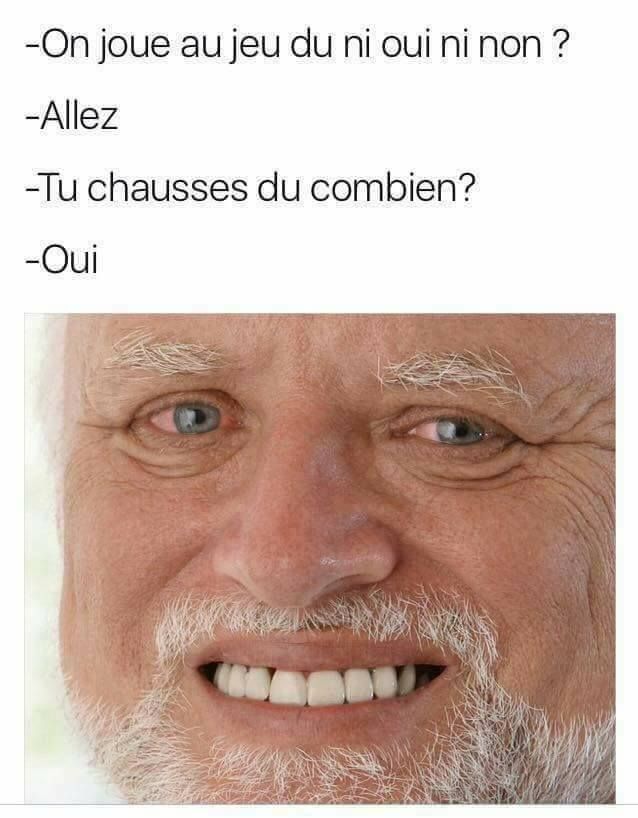 -On joue au jeu du ni oui ni non ?
-Allez
-Tu chausses du combien?
-Oui